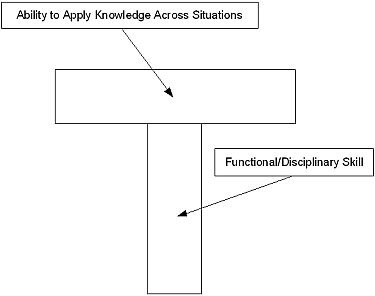 Ability to Apply Knowledge Across Situations
Functional/Disciplinary Skill